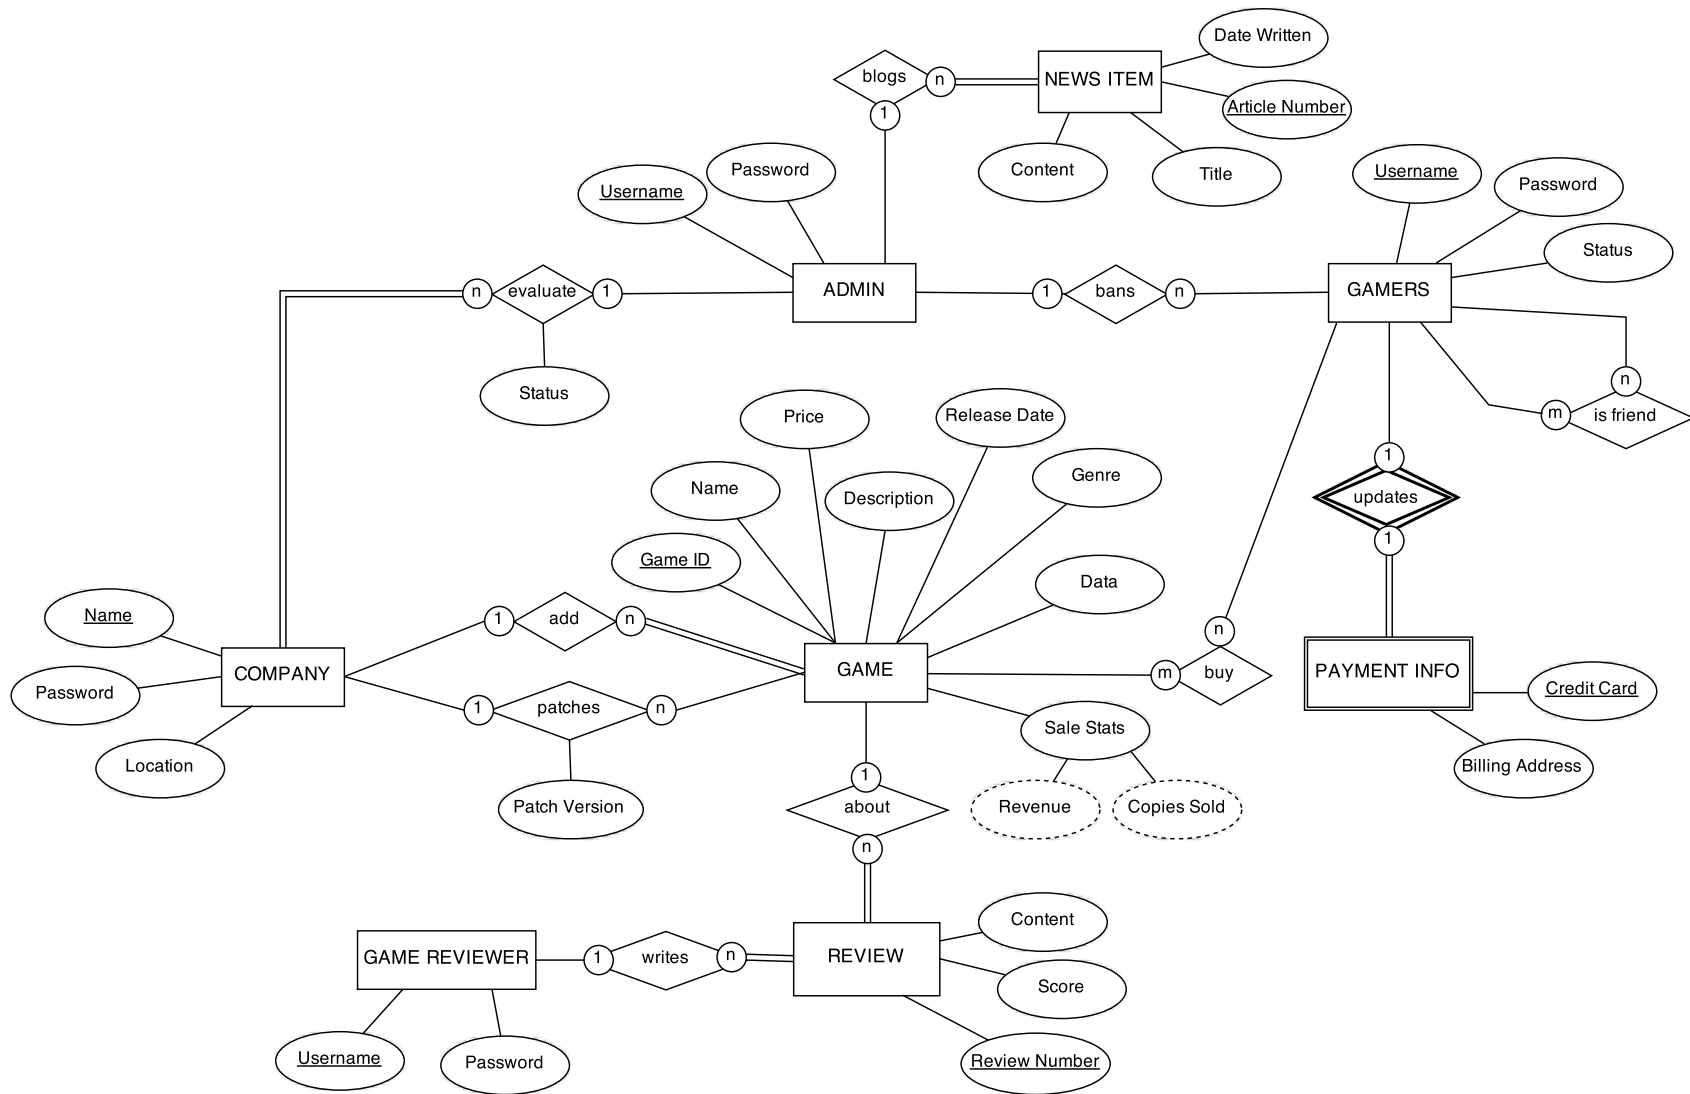 Date Written
blogs
n
NEWS ITEM
Article Number
1
Content
Title
Username
Password
Username
Password
Status
n
evaluate
1
ADMIN
1
bans
n
GAMERS
Status
n
m
is friend
Price
Release Date
1
Name
Description
Genre
updates
1
Game ID
Data
Name
1
add
n
n
COMPANY
GAME
m
buy
PAYMENT INFO
Password
1
patches
n
Credit Card
Sale Stats
Location
Billing Address
1
Patch Version
about
Revenue
Copies Sold
n
Content
GAME REVIEWER
1
writes
n
REVIEW
Score
Username
Password
Review Number